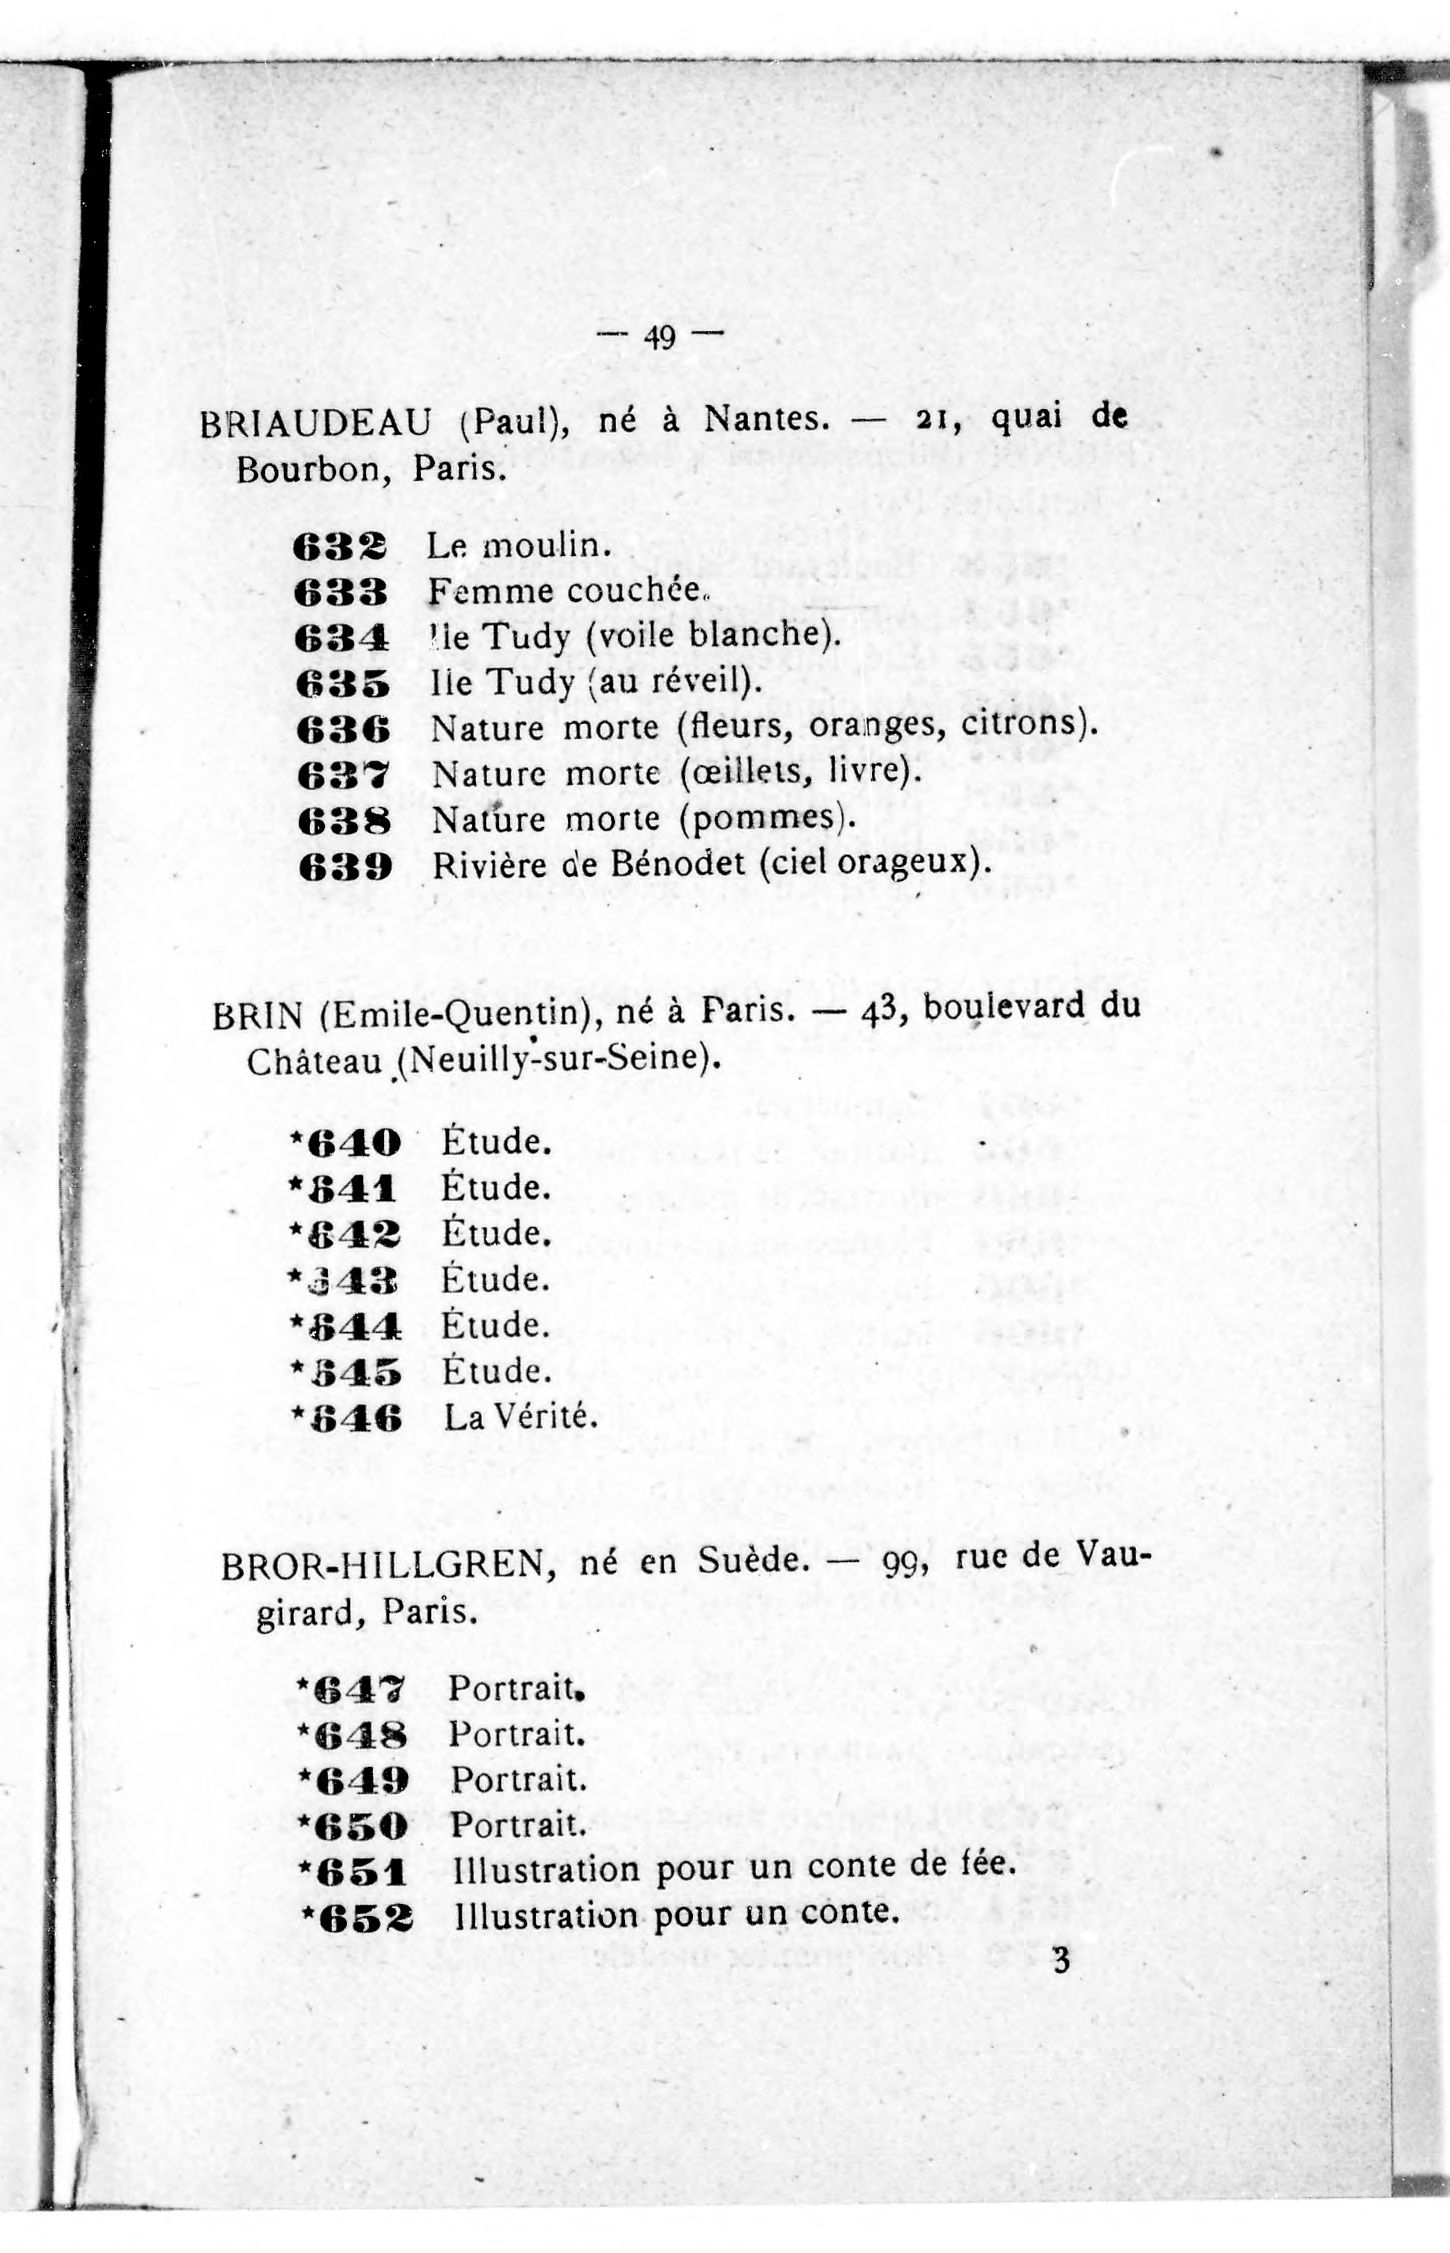 — 49 —
BRIAUDEAU (Paul), né à Nantes. — 21, quai de
Bourbon, Paris.
632 Le moulin.
633 Femme couchée.
634 Ile Tudy (voile blanche).
635 Ile Tudy (au réveil).
636 Nature morte (fleurs, oranges, citrons).
637 Nature morte (œillets, livre).
638 Nature morte (pommes).
639 Rivière de Bénodet (ciel orageux).
BRIN (Emile-Quentin), né à Paris. — 43, boulevard du
Château (Neuilly-sur-Seine).
*640 Étude.
*641 Étude.
*642 Étude.
*643 Étude.
*644 Étude.
*645 Étude.
*646 La Vérité.
BROR-HILLGREN, né en Suède. — 99, rue de Vau-
girard, Paris.
*647 Portrait.
*648 Portrait.
*649 Portrait.
*650 Portrait.
*651 Illustration pour un conte de fée.
*652 Illustration pour un conte.
3